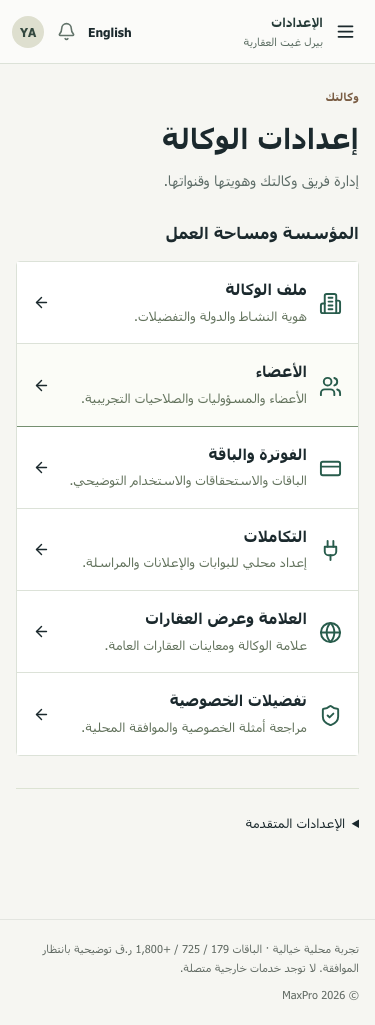 الإعدادات
بيرل غيت العقارية
English
YA
وكالتك
إعدادات الوكالة
إدارة فريق وكالتك وهويتها وقنواتها.
المؤسسة ومساحة العمل
ملف الوكالة
هوية النشاط والدولة والتفضيلات.
الأعضاء
الأعضاء والمسؤوليات والصلاحيات التجريبية.
الفوترة والباقة
الباقات والاستحقاقات والاستخدام التوضيحي.
التكاملات
إعداد محلي للبوابات والإعلانات والمراسلة.
العلامة وعرض العقارات
علامة الوكالة ومعاينات العقارات العامة.
تفضيلات الخصوصية
مراجعة أمثلة الخصوصية والموافقة المحلية.
الإعدادات المتقدمة
تجربة محلية خيالية · الباقات 179 / 725 / +1,800 ر.ق توضيحية بانتظار
الموافقة. لا توجد خدمات خارجية متصلة.
© 2026 MaxPro